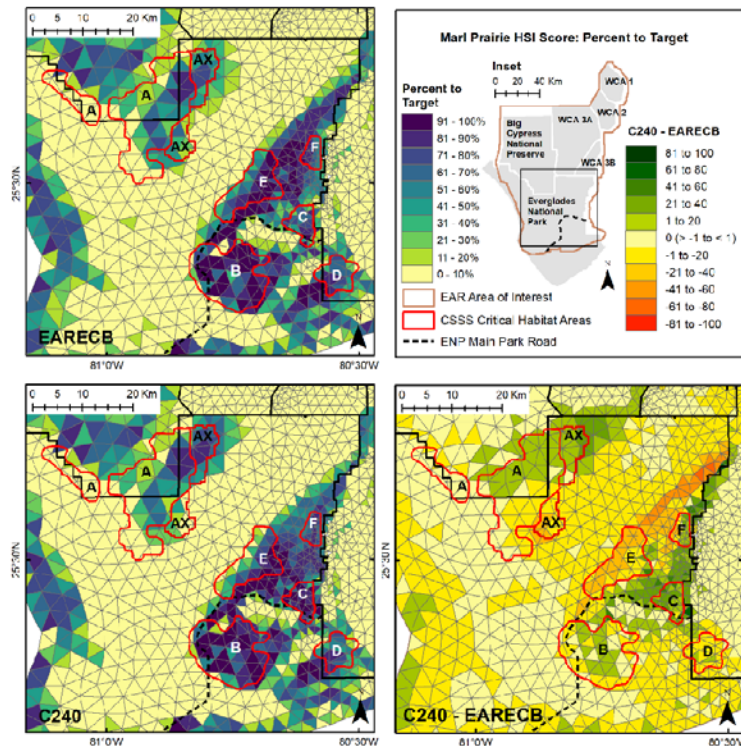 0 5 10 20 Km
A
A
AX
AX
F
E
C
B
D
25°30'N
EARECB
N
81°0'W
80°30'W
Marl Prairie HSI Score: Percent to Target
Inset
0 20 40 Km
Percent to
Target
91 - 100%
81 - 90%
71 - 80%
61 - 70%
51 - 60%
41 - 50%
31 - 40%
21 - 30%
11 - 20%
0 - 10%
WCA 1
WCA 2
WCA 3A
WCA 3B
Big
Cypress
National
Preserve
Everglades
National
Park
N
C240 - EARECB
81 to 100
61 to 80
41 to 60
21 to 40
1 to 20
0 (> -1 to < 1)
-1 to -20
-21 to -40
-41 to -60
-61 to -80
-81 to -100
EAR Area of Interest
CSSS Critical Habitat Areas
ENP Main Park Road
0 5 10 20 Km
A
A
AX
AX
F
E
C
B
D
25°30'N
C240
N
81°0'W
80°30'W
0 5 10 20 Km
A
A
AX
AX
F
E
C
B
D
25°30'N
C240 - EARECB
N
81°0'W
80°30'W